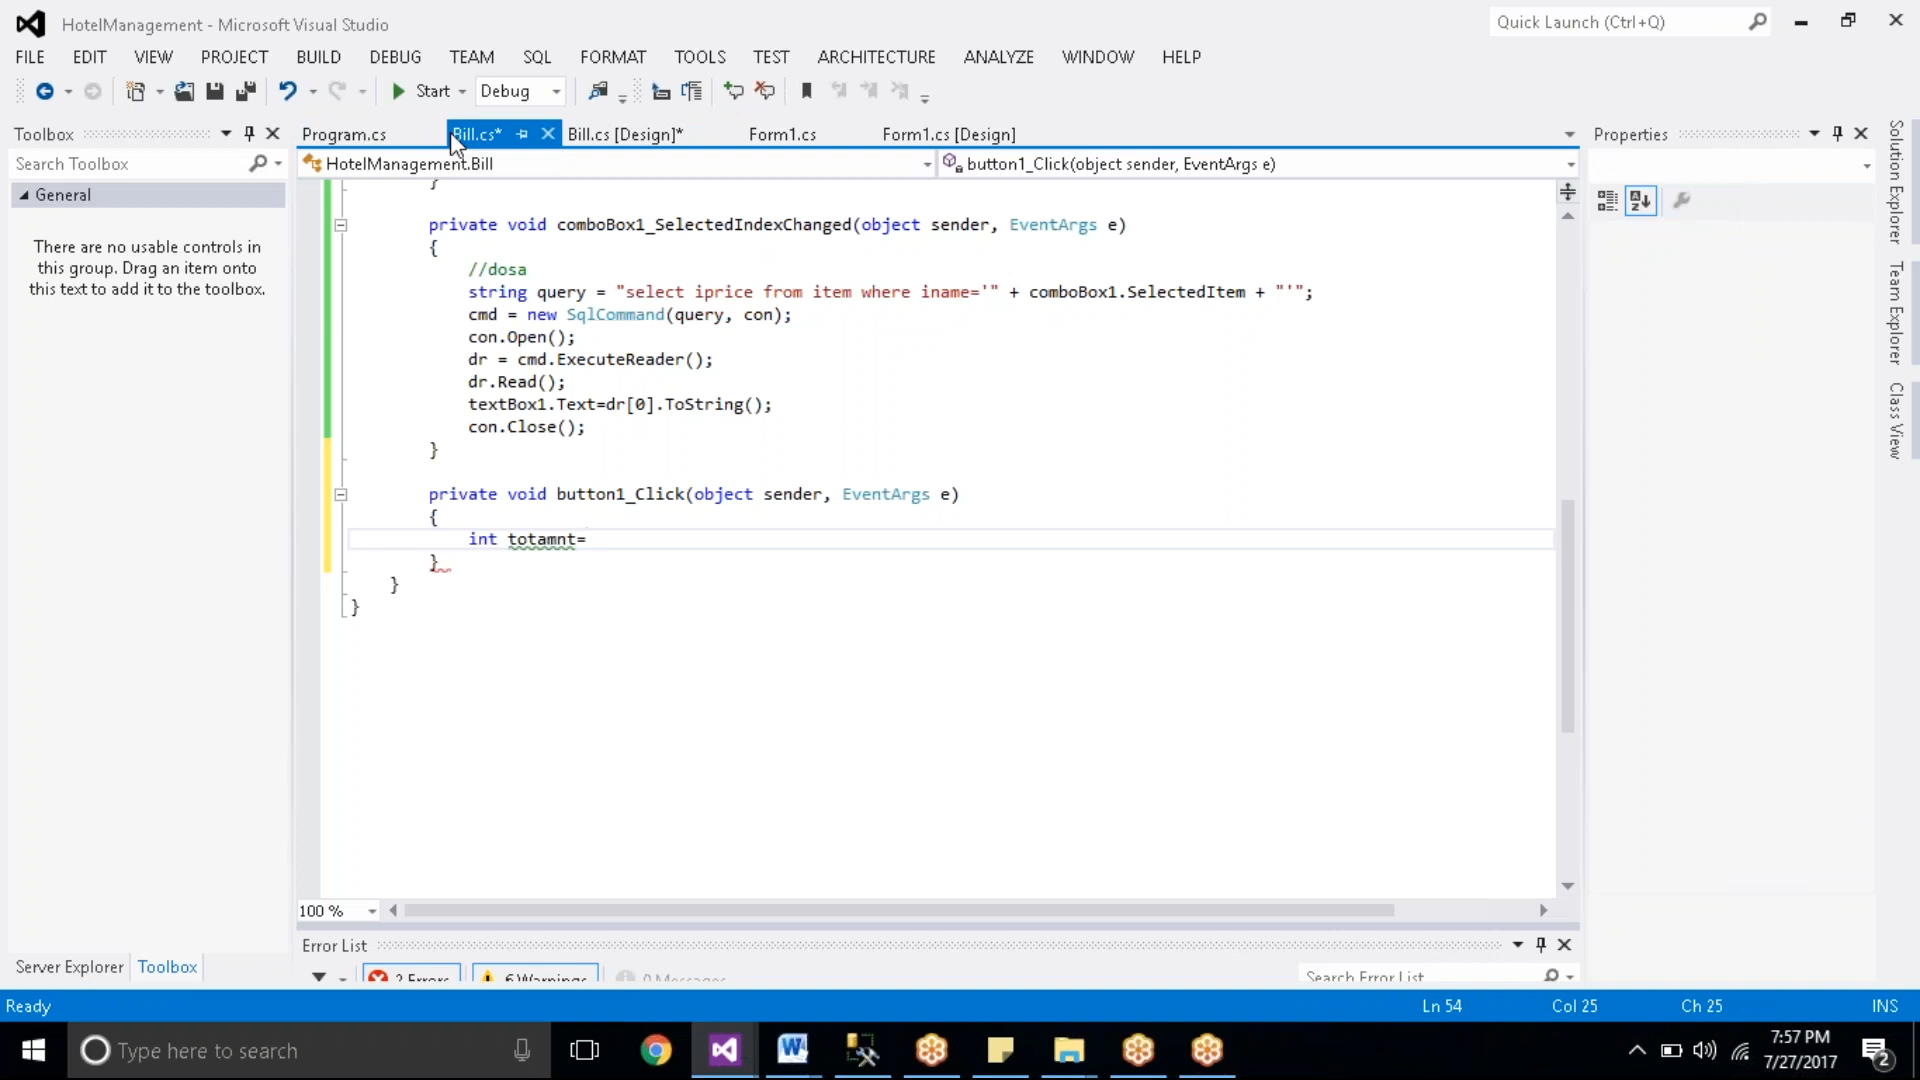 HotelManagement - Microsoft Visual Studio
Quick Launch (Ctrl+Q)
FILE EDIT VIEW PROJECT BUILD DEBUG TEAM SQL FORMAT TOOLS TEST ARCHITECTURE ANALYZE WINDOW HELP
Start Debug
Toolbox
Program.cs Bill.cs* Bill.cs [Design]* Form1.cs Form1.cs [Design]
Properties
Search Toolbox
HotelManagement.Bill
button1_Click(object sender, EventArgs e)
General
There are no usable controls in
this group. Drag an item onto
this text to add it to the toolbox.
}
private void comboBox1_SelectedIndexChanged(object sender, EventArgs e)
{
//dosa
string query = "select iprice from item where iname='" + comboBox1.SelectedItem + "'";
cmd = new SqlCommand(query, con);
con.Open();
dr = cmd.ExecuteReader();
dr.Read();
textBox1.Text=dr[0].ToString();
con.Close();
}
private void button1_Click(object sender, EventArgs e)
{
int totamnt=
}
}
}
Solution Explorer
Team Explorer
Class View
100 %
Error List
Server Explorer Toolbox
2 Errors 6 Warnings 0 Messages
Search Error List
Ready
Ln 54 Col 25 Ch 25 INS
Type here to search
7:57 PM
7/27/2017
2